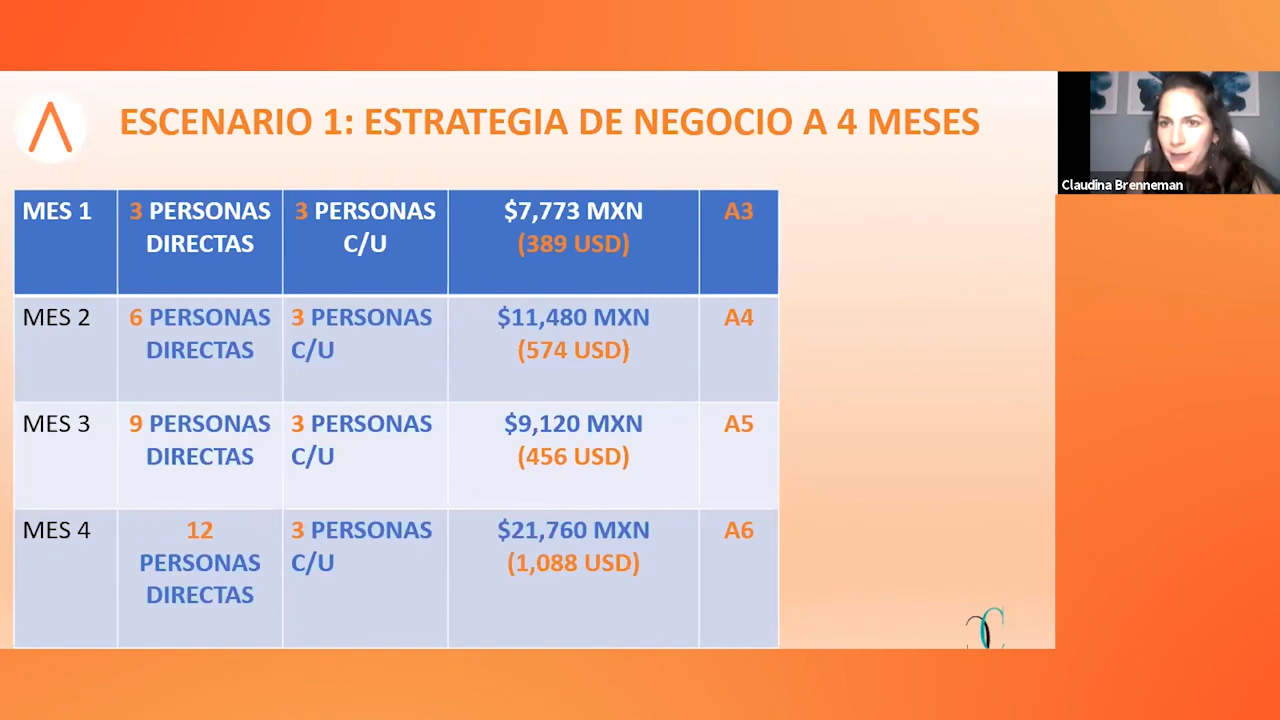 ESCENARIO 1: ESTRATEGIA DE NEGOCIO A 4 MESES
Claudina Brenneman
MES 1
3 PERSONAS
DIRECTAS
3 PERSONAS
C/U
$7,773 MXN
(389 USD)
A3
MES 2
6 PERSONAS
DIRECTAS
3 PERSONAS
C/U
$11,480 MXN
(574 USD)
A4
MES 3
9 PERSONAS
DIRECTAS
3 PERSONAS
C/U
$9,120 MXN
(456 USD)
A5
MES 4
12
PERSONAS
DIRECTAS
3 PERSONAS
C/U
$21,760 MXN
(1,088 USD)
A6